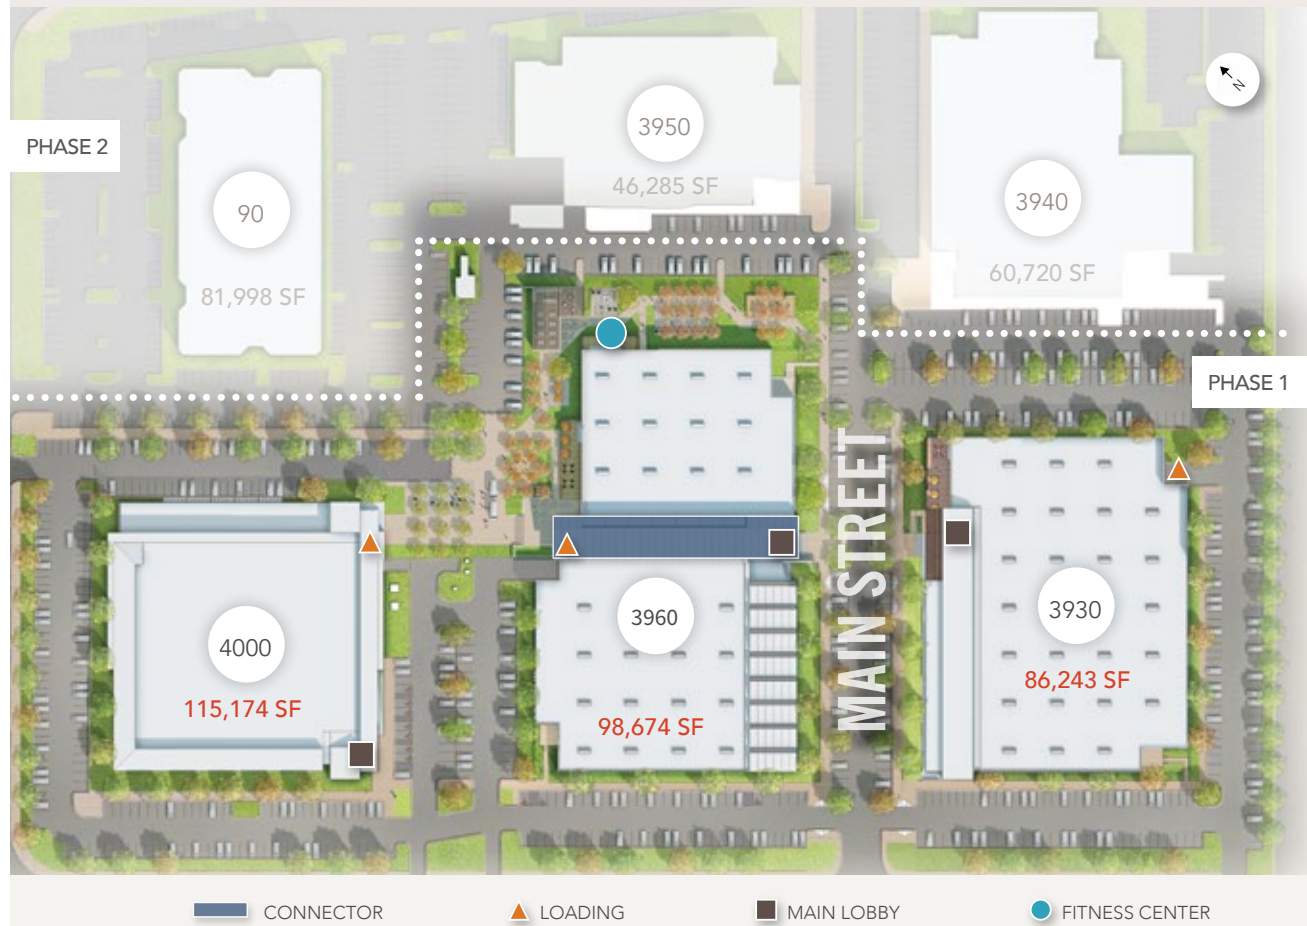 N
3950
46,285 SF
PHASE 2
90
81,998 SF
3940
60,720 SF
PHASE 1
MAIN STREET
4000
115,174 SF
3960
98,674 SF
3930
86,243 SF
CONNECTOR
LOADING
MAIN LOBBY
FITNESS CENTER